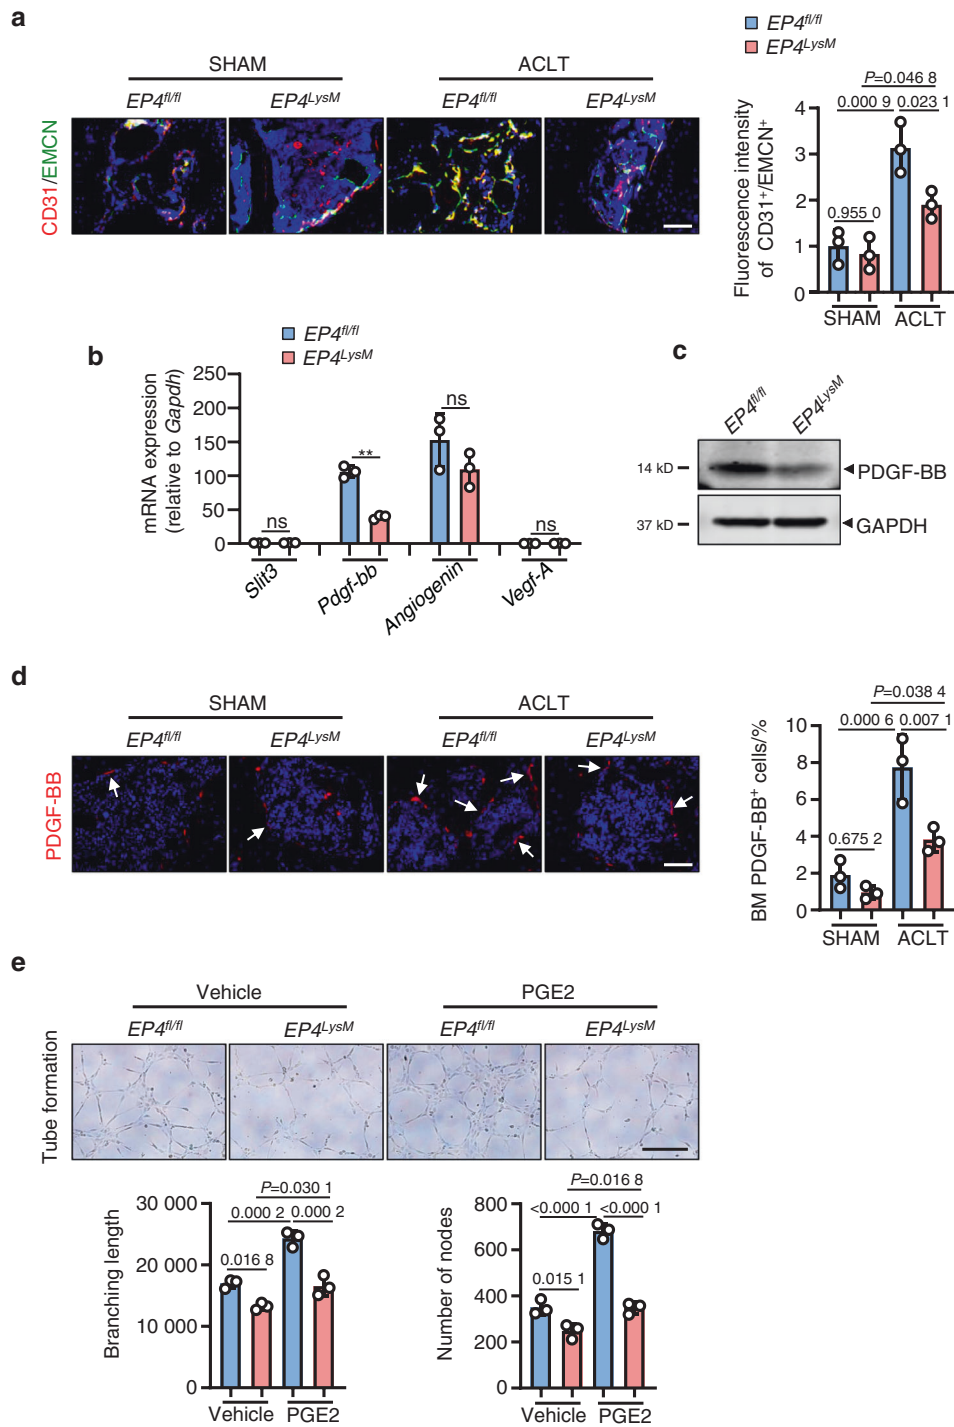 a
EP4fl/fl
EP4LysM
SHAM
ACLT
EP4fl/fl
EP4LysM
EP4fl/fl
EP4LysM
CD31/EMCN
P=0.046 8
0.000 9
0.023 1
0.955 0
Fluorescence intensity
of CD31+/EMCN+
4
3
2
1
0
SHAM
ACLT
b
EP4fl/fl
EP4LysM
mRNA expression
(relative to Gapdh)
250
200
150
100
50
0
ns
**
ns
ns
Slit3
Pdgf-bb
Angiogenin
Vegf-A
c
EP4fl/fl
EP4LysM
14 kD
PDGF-BB
37 kD
GAPDH
d
SHAM
ACLT
EP4fl/fl
EP4LysM
EP4fl/fl
EP4LysM
PDGF-BB
P=0.038 4
0.000 6
0.007 1
0.675 2
BM PDGF-BB+ cells/%
10
8
6
4
2
0
SHAM
ACLT
e
Vehicle
PGE2
EP4fl/fl
EP4LysM
EP4fl/fl
EP4LysM
Tube formation
P=0.030 1
0.000 2
0.000 2
0.016 8
Branching length
30 000
20 000
10 000
0
Vehicle
PGE2
P=0.016 8
<0.000 1
<0.000 1
0.015 1
Number of nodes
800
600
400
200
0
Vehicle
PGE2